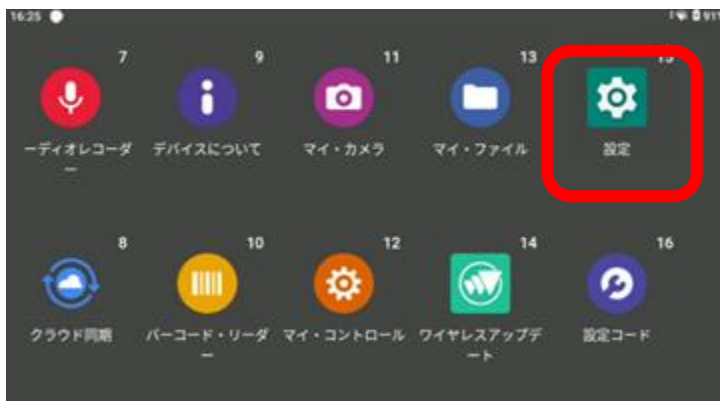 16:25
7
9
11
13
15
ーディオレコーダ
ー
デバイスについて
マイ・カメラ
マイ・ファイル
設定
8
10
12
14
16
クラウド同期
バーコード・リーダ
ー
マイ・コントロール
ワイヤレスアップデ
ート
設定コード